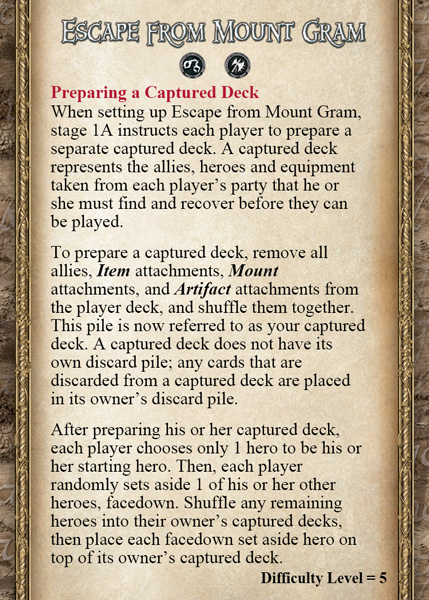 Escape from Mount Gram
Preparing a Captured Deck
When setting up Escape from Mount Gram,
stage 1A instructs each player to prepare a
separate captured deck. A captured deck
represents the allies, heroes and equipment
taken from each player's party that he or
she must find and recover before they can
be played.
To prepare a captured deck, remove all
allies, Item attachments, Mount
attachments, and Artifact attachments from
the player deck, and shuffle them together.
This pile is now referred to as your captured
deck. A captured deck does not have its
own discard pile; any cards that are
discarded from a captured deck are placed
in its owner's discard pile.
After preparing his or her captured deck,
each player chooses only 1 hero to be his or
her starting hero. Then, each player
randomly sets aside 1 of his or her other
heroes, facedown. Shuffle any remaining
heroes into their owner's captured decks,
then place each facedown set aside hero on
top of its owner's captured deck.
Difficulty Level = 5